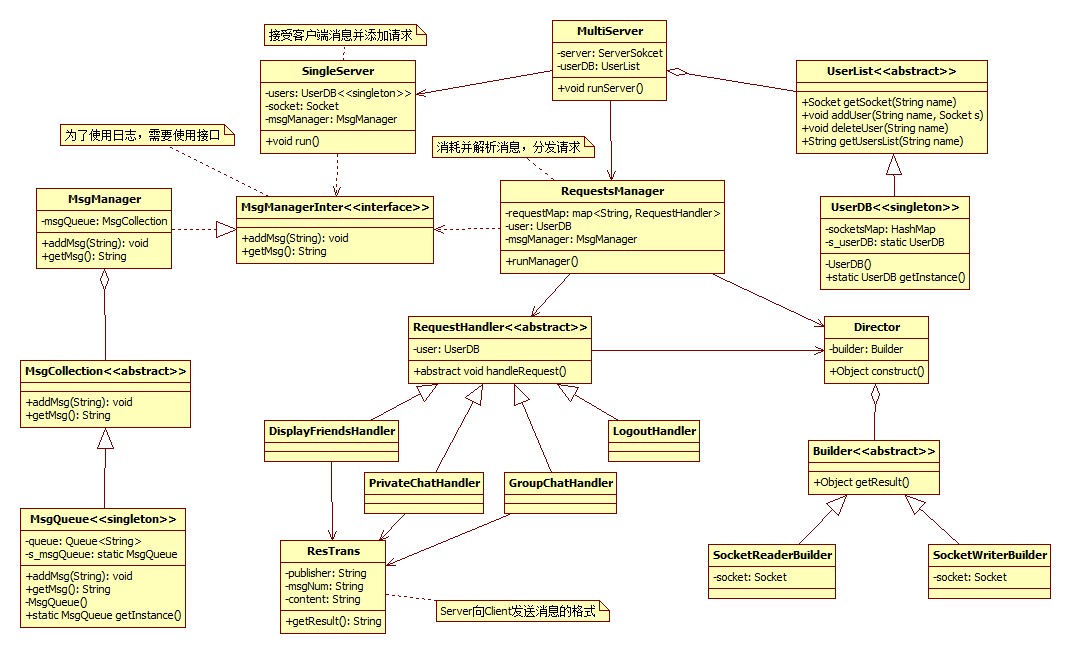 接受客户端消息并添加请求
MultiServer
-server: ServerSokcet
-userDB: UserList
+void runServer()
SingleServer
-users: UserDB<<singleton>>
-socket: Socket
-msgManager: MsgManager
+void run()
UserList<<abstract>>
+Socket getSocket(String name)
+void addUser(String name, Socket s)
+void deleteUser(String name)
+String getUsersList(String name)
为了使用日志，需要使用接口
消耗并解析消息，分发请求
MsgManager
-msgQueue: MsgCollection
+addMsg(String): void
+getMsg(): String
MsgManagerInter<<interface>>
+addMsg(String): void
+getMsg(): String
RequestsManager
-requestMap: map<String, RequestHandler>
-user: UserDB
-msgManager: MsgManager
+runManager()
UserDB<<singleton>>
-socketsMap: HashMap
-s_userDB: static UserDB
-UserDB()
+static UserDB getInstance()
RequestHandler<<abstract>>
-user: UserDB
+abstract void handleRequest()
Director
-builder: Builder
+Object construct()
MsgCollection<<abstract>>
+addMsg(String): void
+getMsg(): String
DisplayFriendsHandler
LogoutHandler
PrivateChatHandler
GroupChatHandler
Builder<<abstract>>
+Object getResult()
MsgQueue<<singleton>>
-queue: Queue<String>
-s_msgQueue: static MsgQueue
+addMsg(String): void
+getMsg(): String
-MsgQueue()
+static MsgQueue getInstance()
ResTrans
-publisher: String
-msgNum: String
-content: String
+getResult(): String
Server向Client发送消息的格式
SocketReaderBuilder
-socket: Socket
SocketWriterBuilder
-socket: Socket